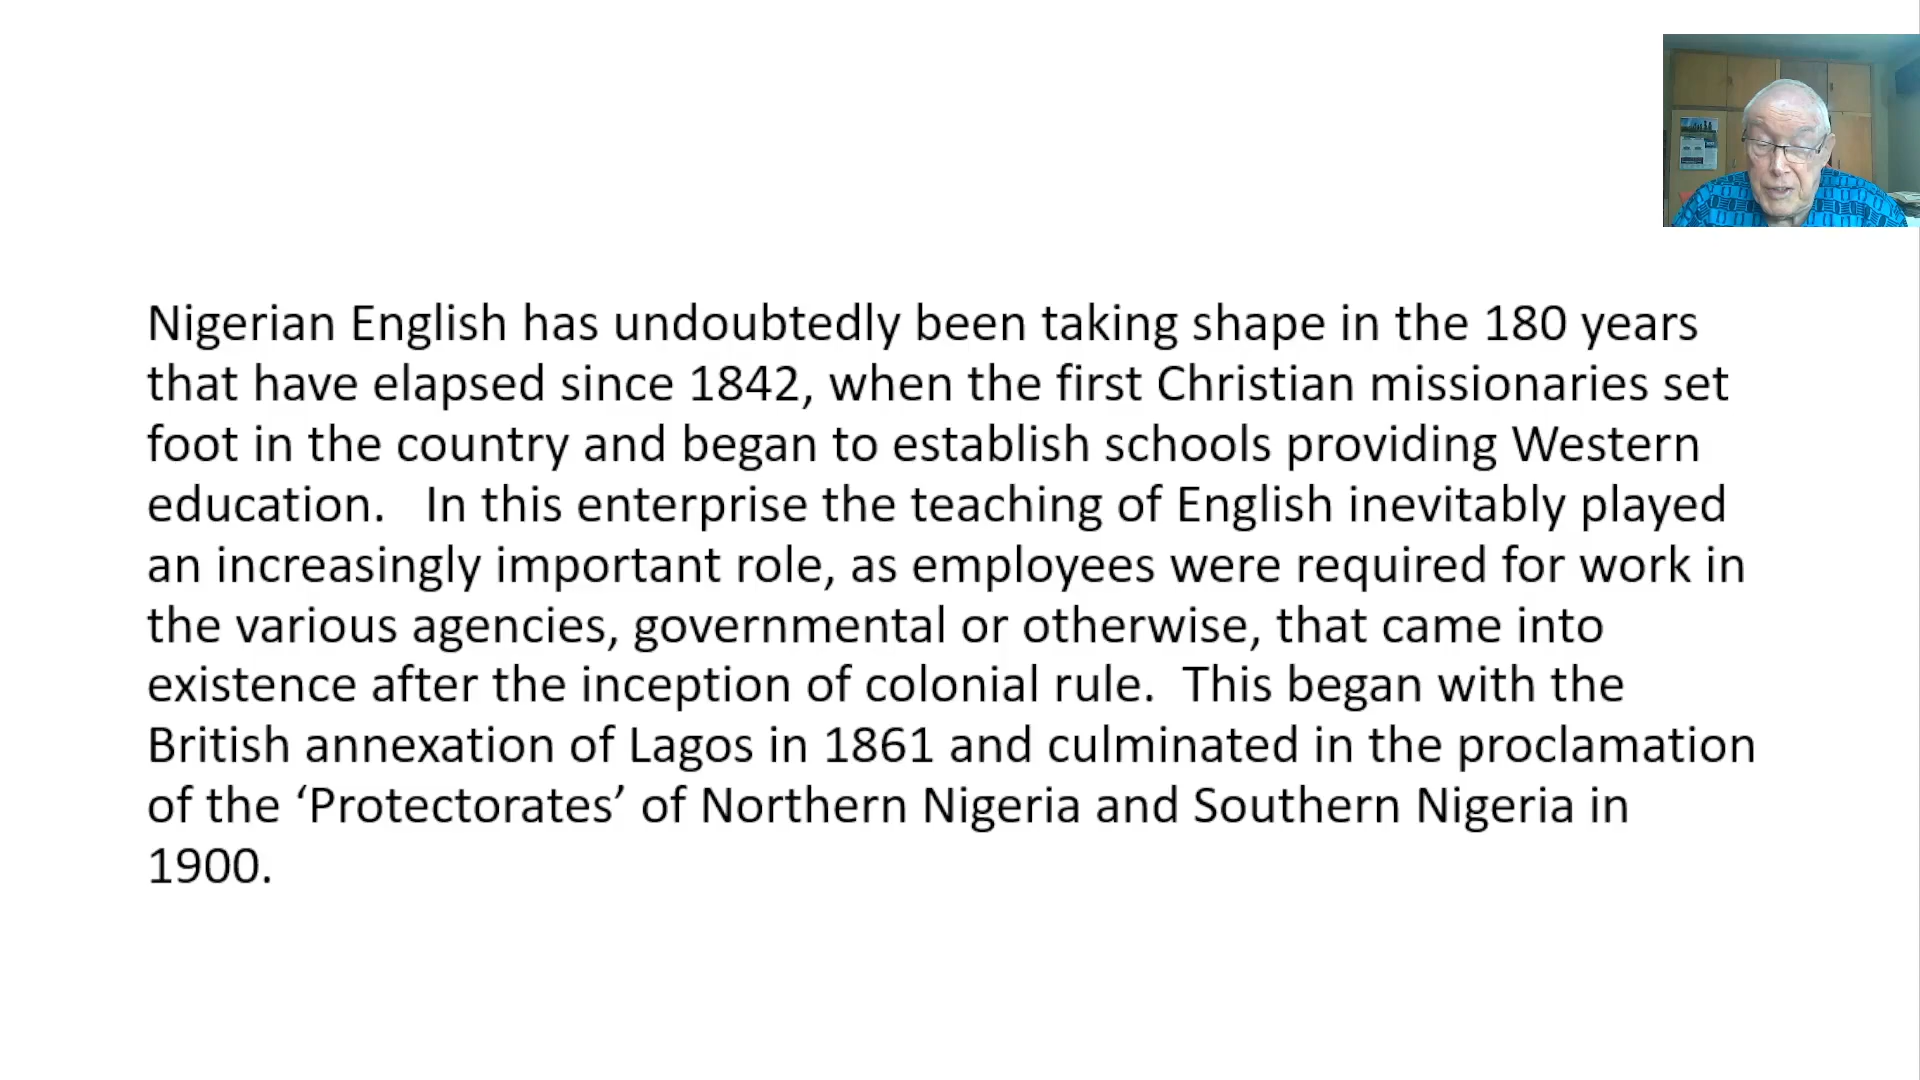 Nigerian English has undoubtedly been taking shape in the 180 years
that have elapsed since 1842, when the first Christian missionaries set
foot in the country and began to establish schools providing Western
education.   In this enterprise the teaching of English inevitably played
an increasingly important role, as employees were required for work in
the various agencies, governmental or otherwise, that came into
existence after the inception of colonial rule.  This began with the
British annexation of Lagos in 1861 and culminated in the proclamation
of the ‘Protectorates’ of Northern Nigeria and Southern Nigeria in
1900.